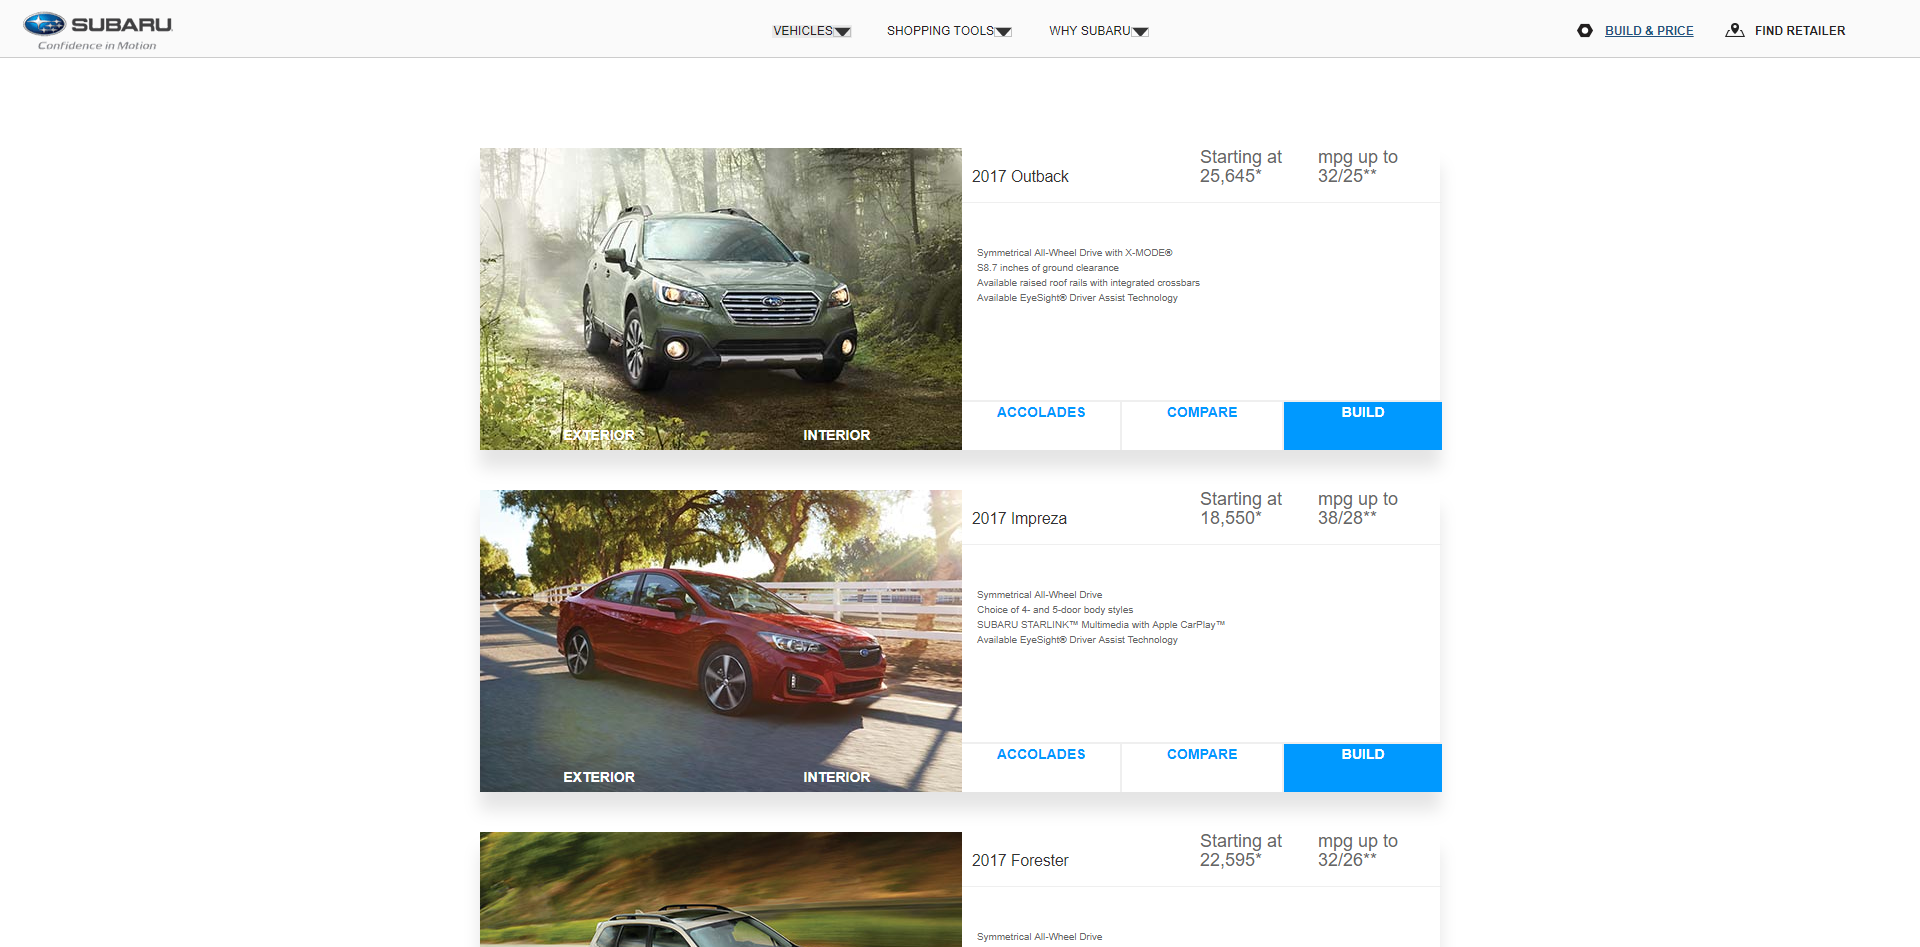 SUBARU
Confidence in Motion
VEHICLES
SHOPPING TOOLS
WHY SUBARU
BUILD & PRICE
FIND RETAILER
2017 Outback
Starting at
25,645*
mpg up to
32/25**
Symmetrical All-Wheel Drive with X-MODE®
S8.7 inches of ground clearance
Available raised roof rails with integrated crossbars
Available EyeSight® Driver Assist Technology
EXTERIOR
INTERIOR
ACCOLADES
COMPARE
BUILD
2017 Impreza
Starting at
18,550*
mpg up to
38/28**
Symmetrical All-Wheel Drive
Choice of 4- and 5-door body styles
SUBARU STARLINK™ Multimedia with Apple CarPlay™
Available EyeSight® Driver Assist Technology
EXTERIOR
INTERIOR
ACCOLADES
COMPARE
BUILD
2017 Forester
Starting at
22,595*
mpg up to
32/26**
Symmetrical All-Wheel Drive